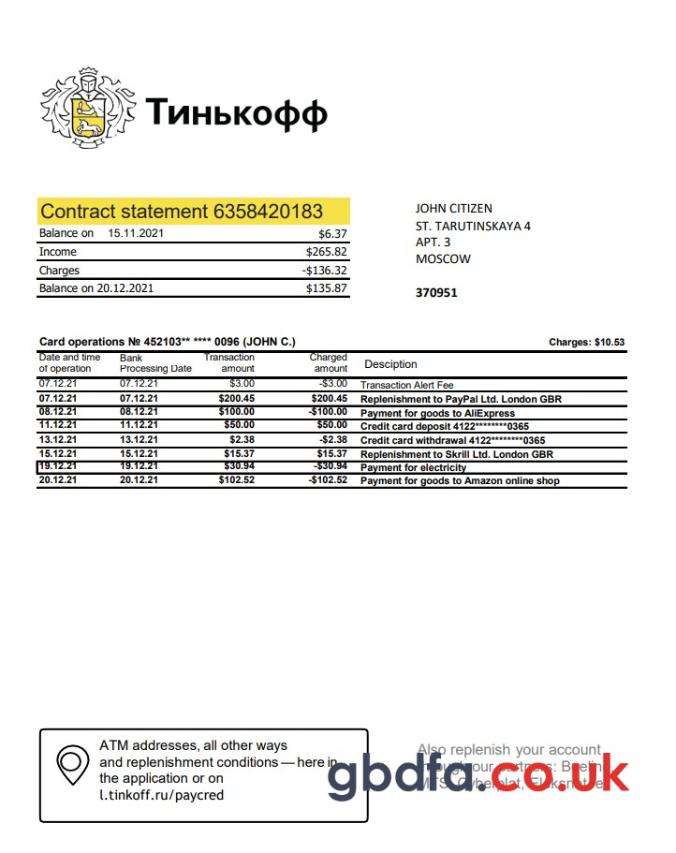 Тинькофф
Contract statement 6358420183
Balance on 15.11.2021 $6.37
Income $265.82
Charges -$136.32
Balance on 20.12.2021 $135.87
JOHN CITIZEN
ST. TARUTINSKAYA 4
APT. 3
MOSCOW
370951
Card operations № 452103** **** 0096 (JOHN C.) Charges: $10.53
Date and time of operation Bank Processing Date Transaction amount Charged amount Desciption
07.12.21 07.12.21 $3.00 -$3.00 Transaction Alert Fee
07.12.21 07.12.21 $200.45 $200.45 Replenishment to PayPal Ltd. London GBR
08.12.21 08.12.21 $100.00 -$100.00 Payment for goods to AliExpress
11.12.21 11.12.21 $50.00 $50.00 Credit card deposit 4122********0365
13.12.21 13.12.21 $2.38 -$2.38 Credit card withdrawal 4122********0365
15.12.21 15.12.21 $15.37 $15.37 Replenishment to Skrill Ltd. London GBR
19.12.21 19.12.21 $30.94 -$30.94 Payment for electricity
20.12.21 20.12.21 $102.52 -$102.52 Payment for goods to Amazon online shop
ATM addresses, all other ways
and replenishment conditions — here in
the application or on
l.tinkoff.ru/paycred
Also replenish your account
through our partners:
gbdfa.co.uk